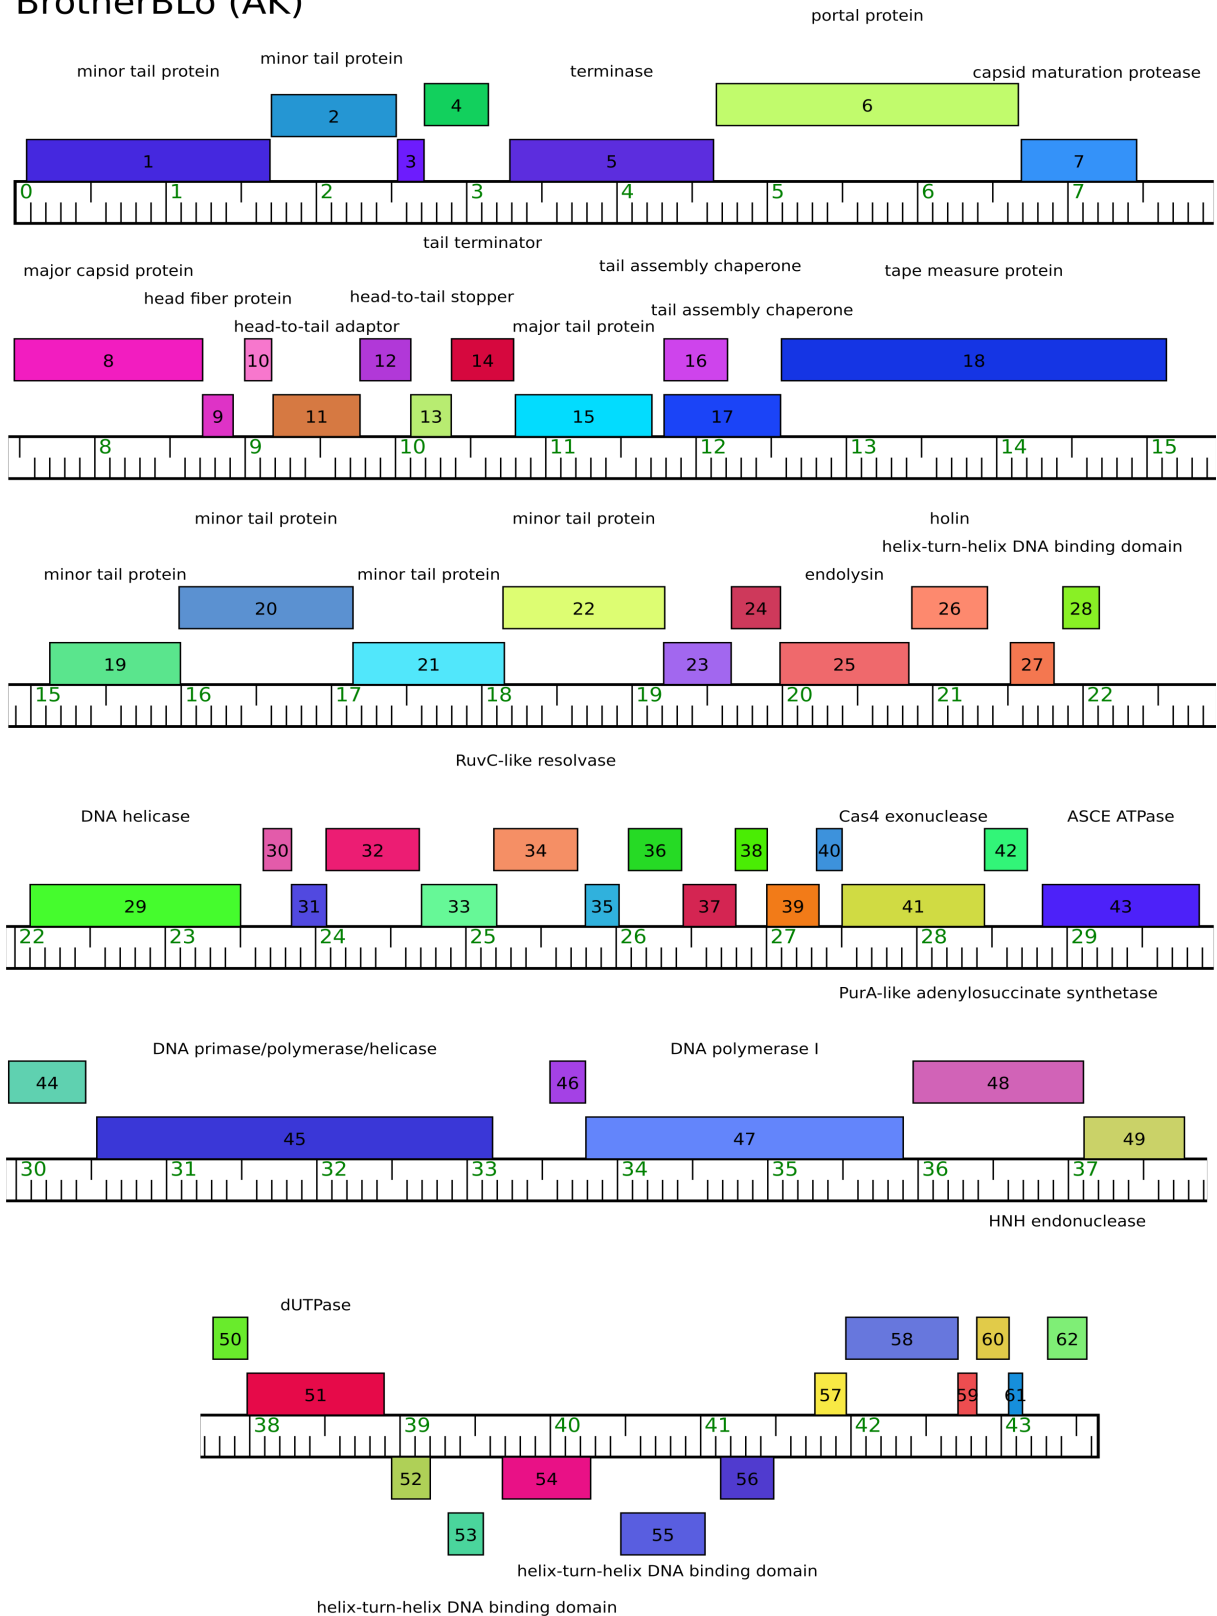 BrotherBLo (AK)
portal protein
minor tail protein
minor tail protein
terminase
capsid maturation protease
2
4
6
1
3
5
7
0 1 2 3 4 5 6 7
tail terminator
tail assembly chaperone
major capsid protein
tape measure protein
head fiber protein
head-to-tail stopper
tail assembly chaperone
head-to-tail adaptor
major tail protein
8 10 12 14 16 18
9 11 13 15 17
8 9 10 11 12 13 14 15
minor tail protein
minor tail protein
holin
helix-turn-helix DNA binding domain
minor tail protein
minor tail protein
endolysin
20 22 24 26 28
19 21 23 25 27
15 16 17 18 19 20 21 22
RuvC-like resolvase
DNA helicase
Cas4 exonuclease
ASCE ATPase
30 32 34 36 38 40 42
29 31 33 35 37 39 41 43
22 23 24 25 26 27 28 29
PurA-like adenylosuccinate synthetase
DNA primase/polymerase/helicase
DNA polymerase I
44 46 48
45 47 49
30 31 32 33 34 35 36 37
HNH endonuclease
dUTPase
50 58 60 62
51 57 59 61
38 39 40 41 42 43
52 54 56
53 55
helix-turn-helix DNA binding domain
helix-turn-helix DNA binding domain